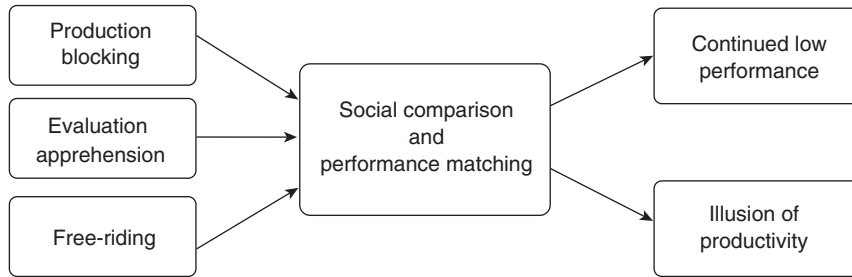 Production
blocking
Evaluation
apprehension
Free-riding
Social comparison
and
performance matching
Continued low
performance
Illusion of
productivity